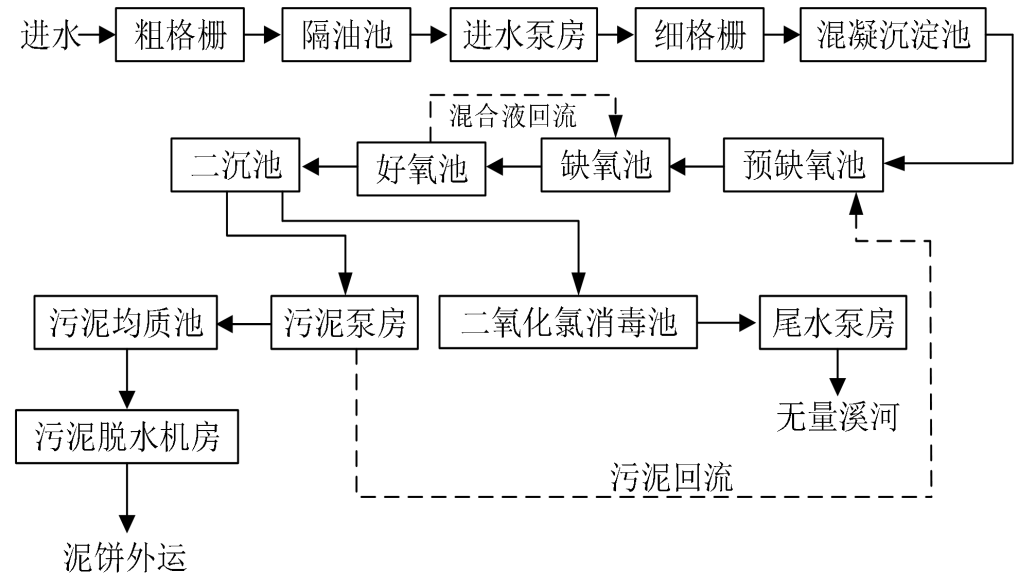 进水 粗格栅 隔油池 进水泵房 细格栅 混凝沉淀池
混合液回流
二沉池 好氧池 缺氧池 预缺氧池
污泥均质池 污泥泵房 二氧化氯消毒池 尾水泵房
无量溪河
污泥脱水机房
污泥回流
泥饼外运